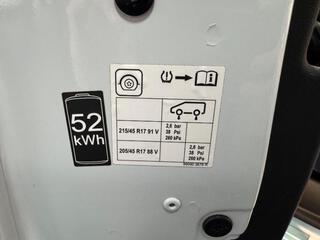 52
kWh
215/45 R17 91 V
2,6 bar
38 Psi
260 kPa
205/45 R17 88 V
2,6 bar
38 Psi
260 kPa